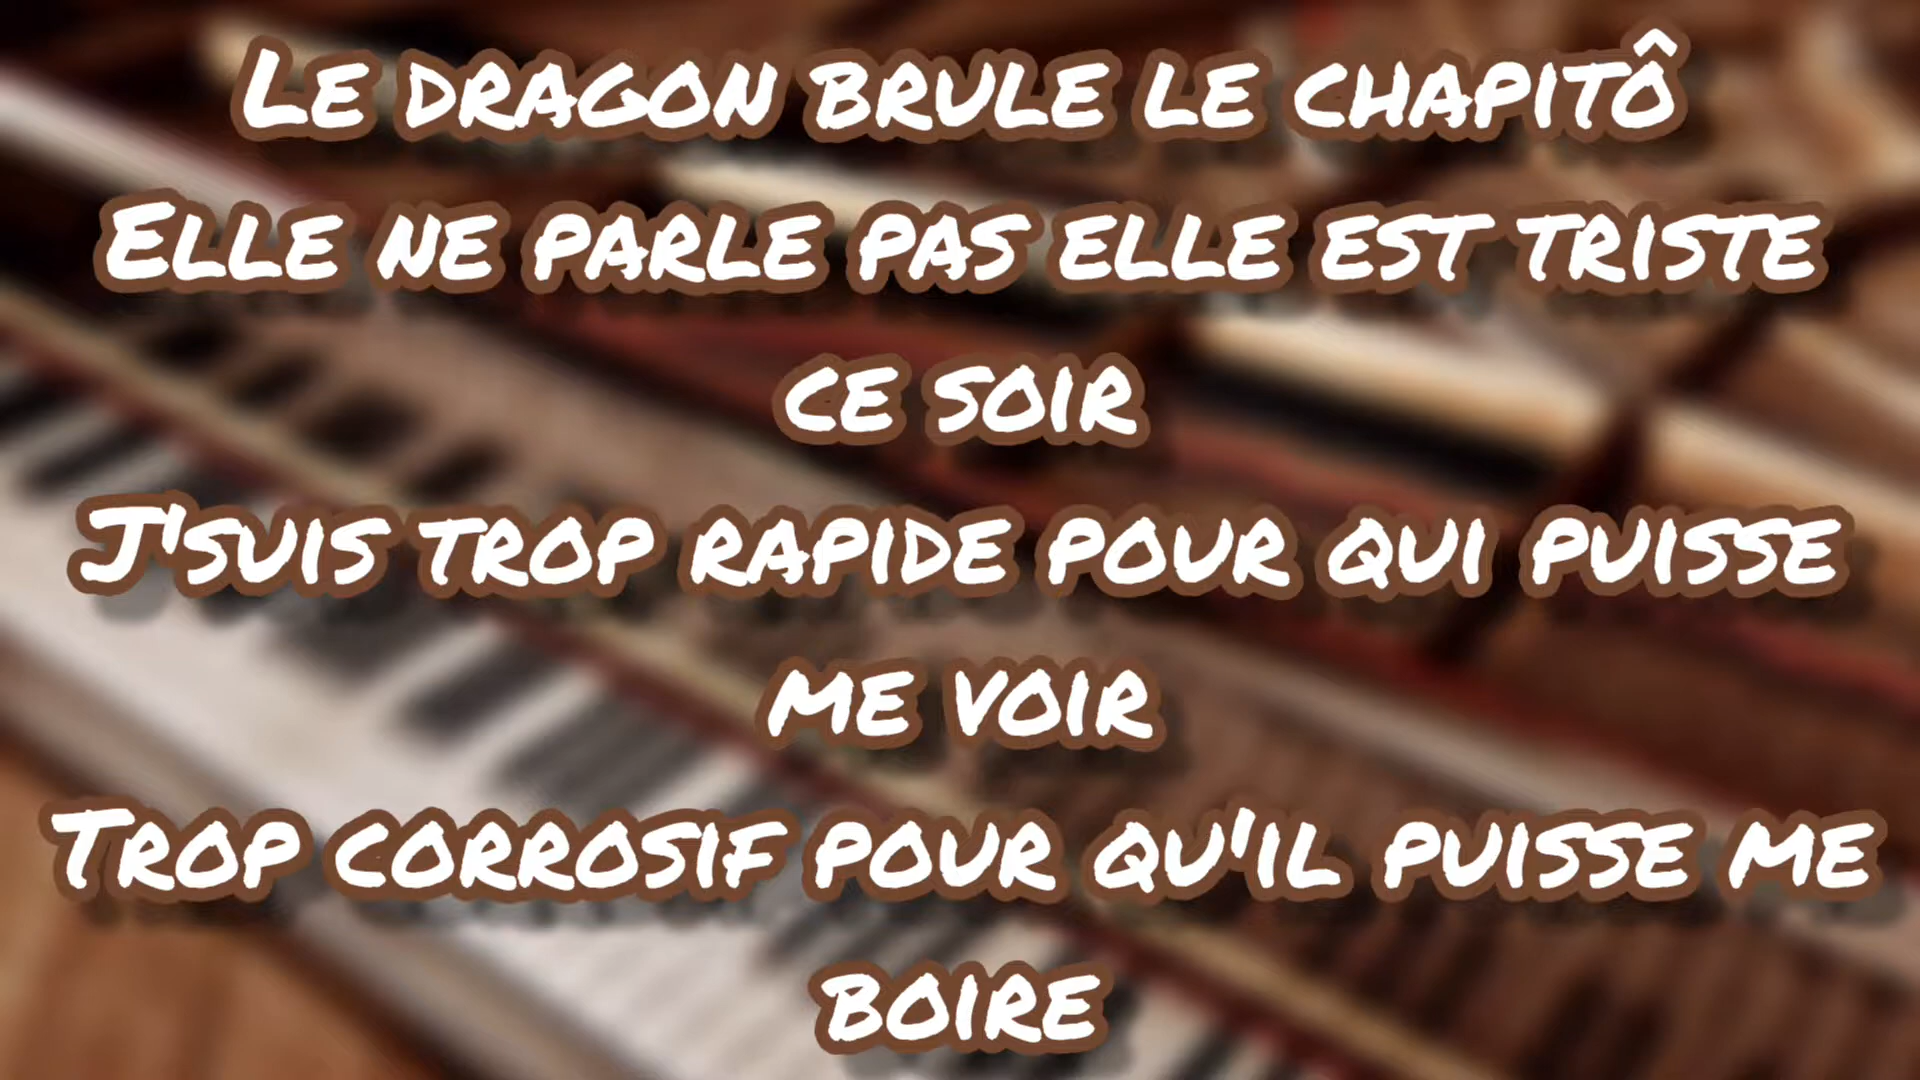 Le dragon brule le chapitô
Elle ne parle pas elle est triste
ce soir
J'suis trop rapide pour qui puisse
me voir
Trop corrosif pour qu'il puisse me
boire